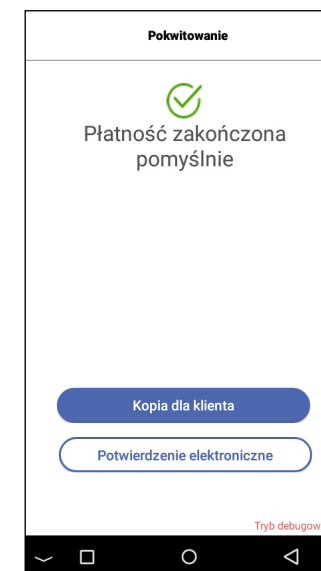 Pokwitowanie
Płatność zakończona
pomyślnie
Kopia dla klienta
Potwierdzenie elektroniczne
Tryb debugow